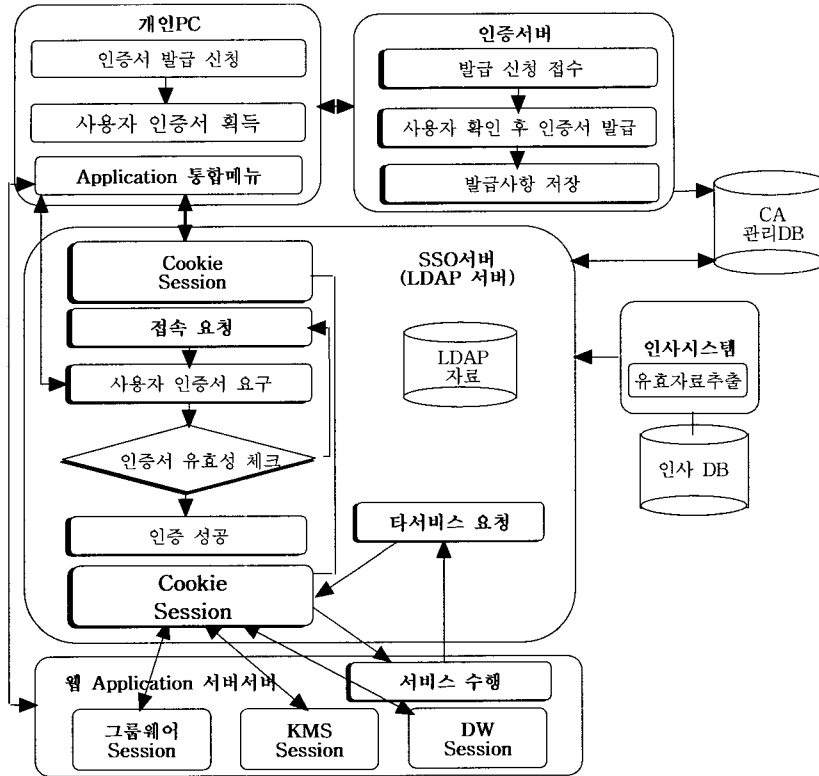 개인PC
인증서 발급 신청
사용자 인증서 획득
Application 통합메뉴
인증서버
발급 신청 접수
사용자 확인 후 인증서 발급
발급사항 저장
CA
관리DB
Cookie
Session
접속 요청
사용자 인증서 요구
인증서 유효성 체크
인증 성공
Cookie
Session
SSO서버
(LDAP 서버)
LDAP
자료
타서비스 요청
인사시스템
유효자료추출
인사 DB
웹 Application 서버서버
서비스 수행
그룹웨어
Session
KMS
Session
DW
Session